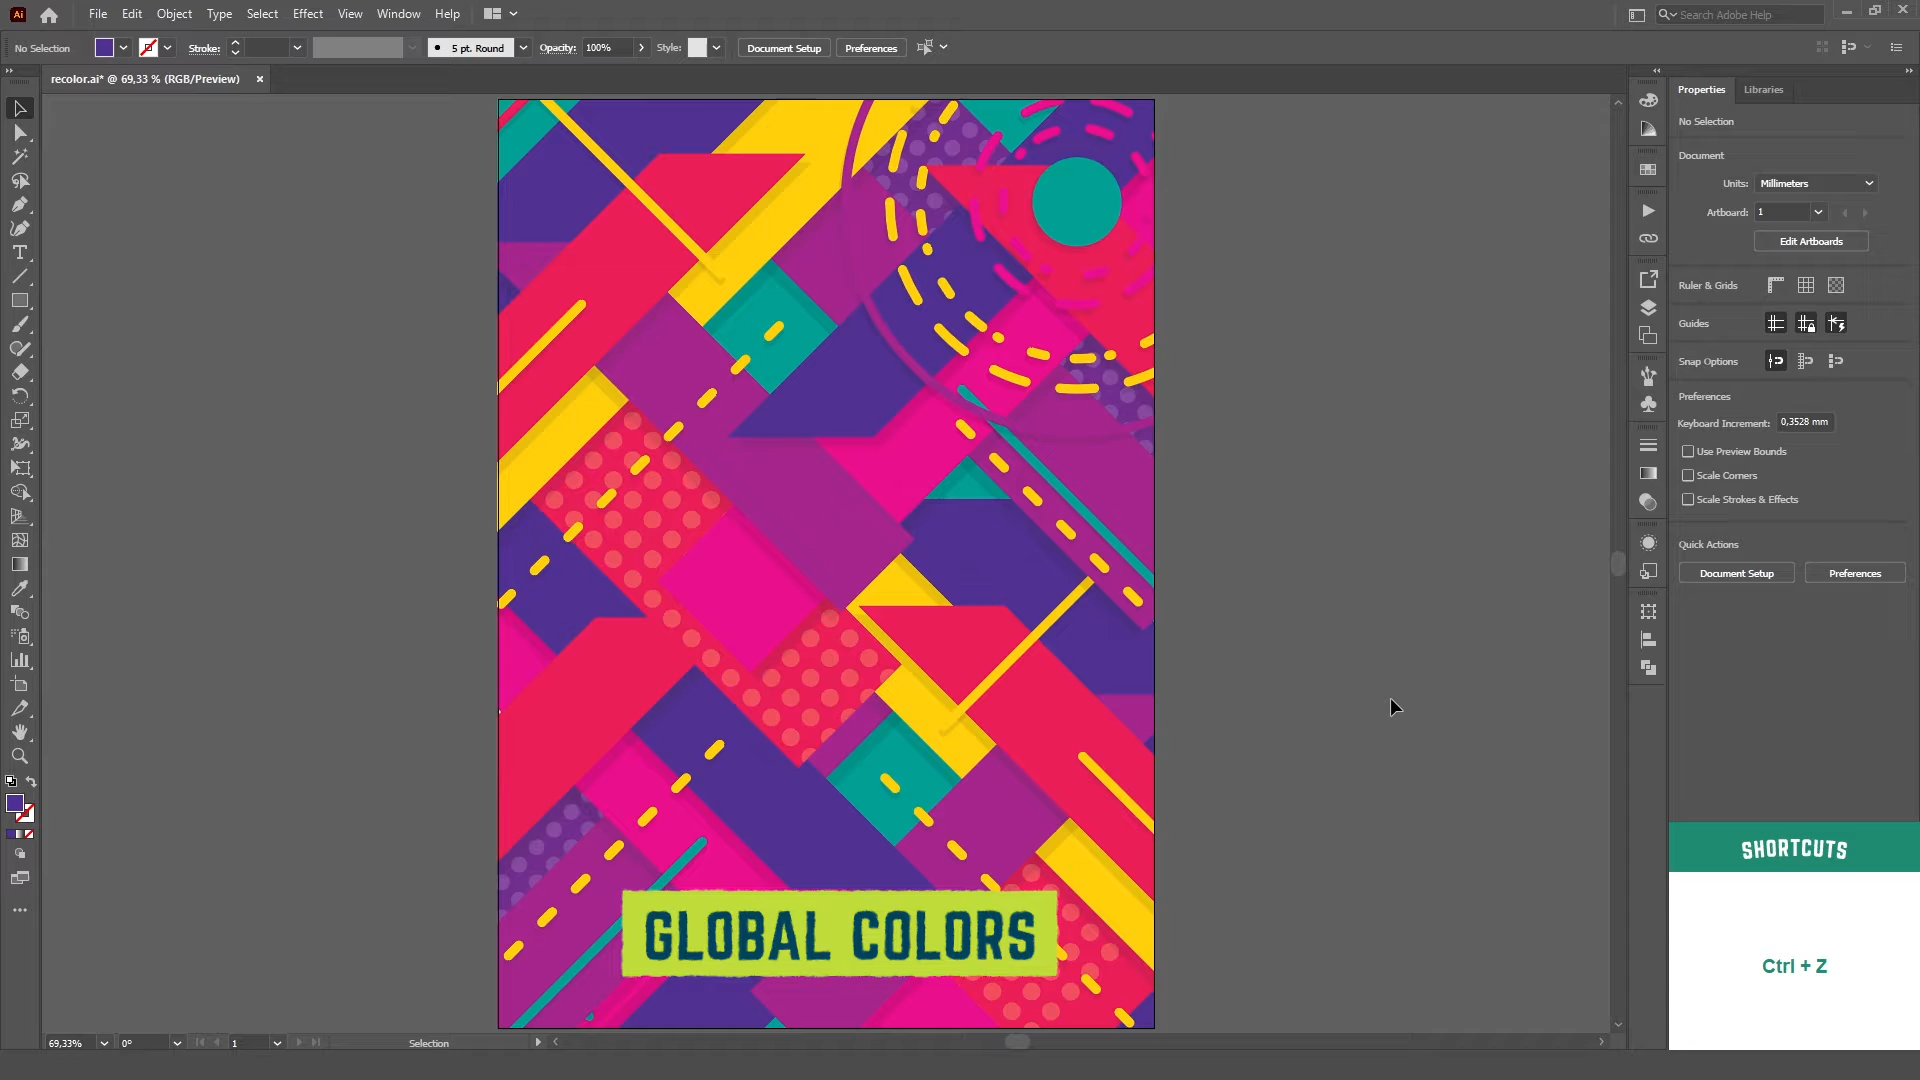 Ai File Edit Object Type Select Effect View Window Help Search Adobe Help
No Selection Stroke: 5 pt. Round Opacity: 100% Style: Document Setup Preferences
recolor.ai* @ 69,33 % (RGB/Preview) ×
Properties Libraries
No Selection
Document
Units: Millimeters
Artboard: 1
Edit Artboards
Ruler & Grids
Guides
Snap Options
Preferences
Keyboard Increment: 0,3528 mm
Use Preview Bounds
Scale Corners
Scale Strokes & Effects
Quick Actions
Document Setup Preferences
SHORTCUTS
GLOBAL COLORS
Ctrl + Z
69,33% 0° 1 Selection